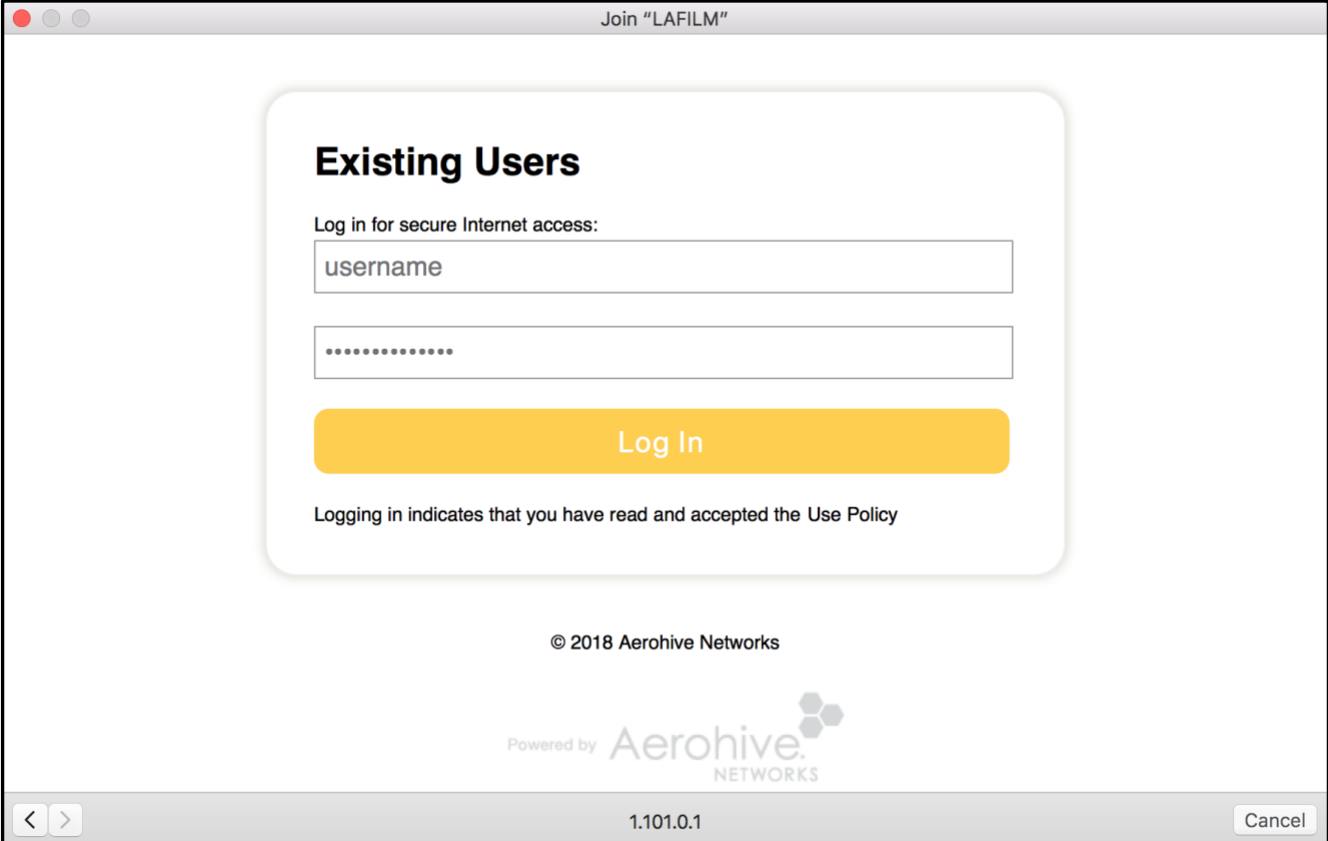 Join “LAFILM”
Existing Users
Log in for secure Internet access:
username
••••••••••••••
Log In
Logging in indicates that you have read and accepted the Use Policy
© 2018 Aerohive Networks
Powered by Aerohive
NETWORKS
1.101.0.1
Cancel